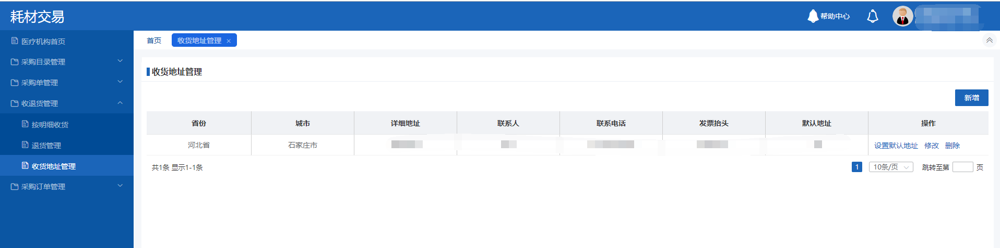 耗材交易
帮助中心
医疗机构首页
采购目录管理
采购单管理
收退货管理
按明细收货
退货管理
收货地址管理
采购订单管理
首页 收货地址管理 ×
收货地址管理
新增
省份 城市 详细地址 联系人 联系电话 发票抬头 默认地址 操作
河北省 石家庄市 设置默认地址 修改 删除
共1条 显示1-1条 1 10条/页 跳转至第 页